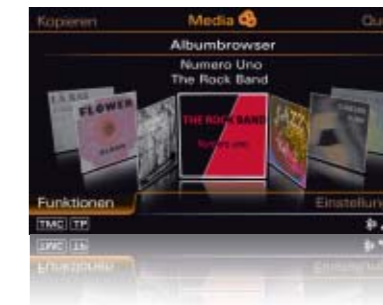 Kopieren Media
Albumbrowser
Numero Uno
The Rock Band
FLOWER
THE ROCK BAND
JAZZ
Funktionen Einstellun
TMC TP